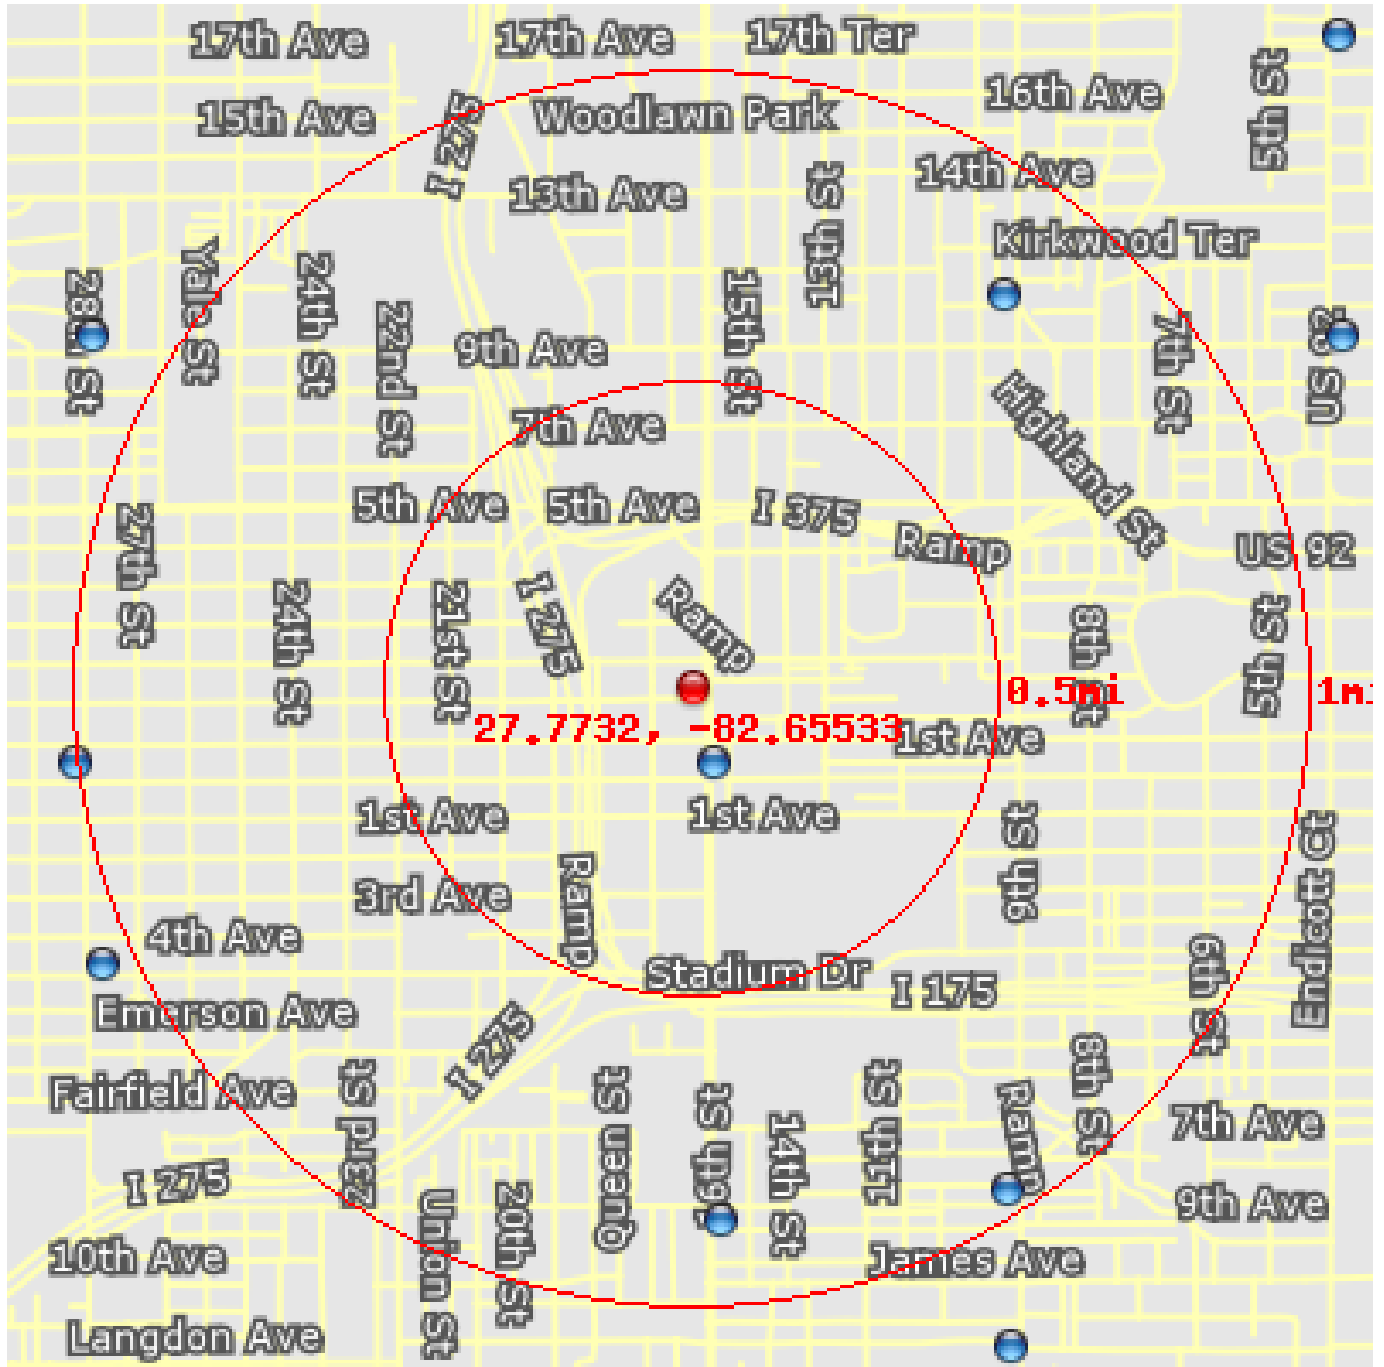 17th Ave
17th Ave
17th Ter
16th Ave
5th St
15th Ave
I 275
Woodlawn Park
13th Ave
13th St
14th Ave
Kirkwood Ter
28th St
Yale St
24th St
22nd St
9th Ave
15th St
7th St
US 92
7th Ave
Highland St
27th St
5th Ave
5th Ave
I 375
Ramp
US 92
24th St
21st St
I 275
Ramp
8th St
5th St
0.5mi
1mi
27.7732, -82.65533
1st Ave
1st Ave
1st Ave
9th St
Endicott Ct
3rd Ave
Ramp
4th Ave
Stadium Dr
I 175
6th St
Emerson Ave
I 275
Fairfield Ave
23rd St
Queen St
16th St
14th St
11th St
Ramp
8th St
7th Ave
I 275
Union St
20th St
9th Ave
10th Ave
James Ave
Langdon Ave